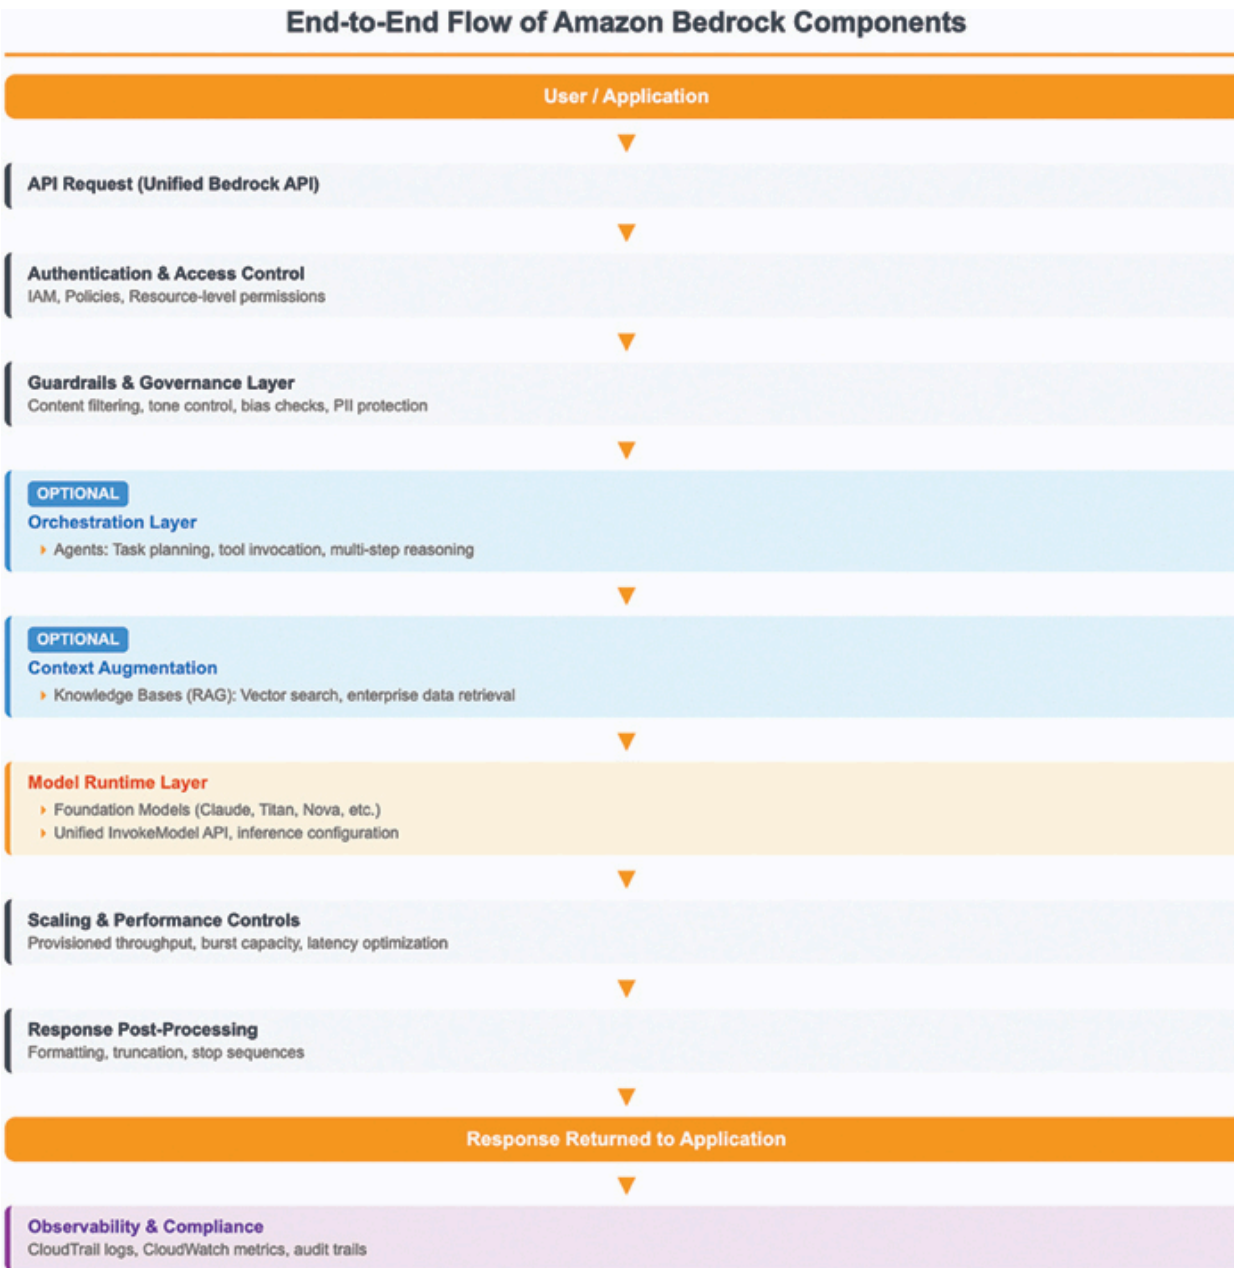 End-to-End Flow of Amazon Bedrock Components
User / Application
API Request (Unified Bedrock API)
Authentication & Access Control
IAM, Policies, Resource-level permissions
Guardrails & Governance Layer
Content filtering, tone control, bias checks, PII protection
OPTIONAL
Orchestration Layer
Agents: Task planning, tool invocation, multi-step reasoning
OPTIONAL
Context Augmentation
Knowledge Bases (RAG): Vector search, enterprise data retrieval
Model Runtime Layer
Foundation Models (Claude, Titan, Nova, etc.)
Unified InvokeModel API, inference configuration
Scaling & Performance Controls
Provisioned throughput, burst capacity, latency optimization
Response Post-Processing
Formatting, truncation, stop sequences
Response Returned to Application
Observability & Compliance
CloudTrail logs, CloudWatch metrics, audit trails